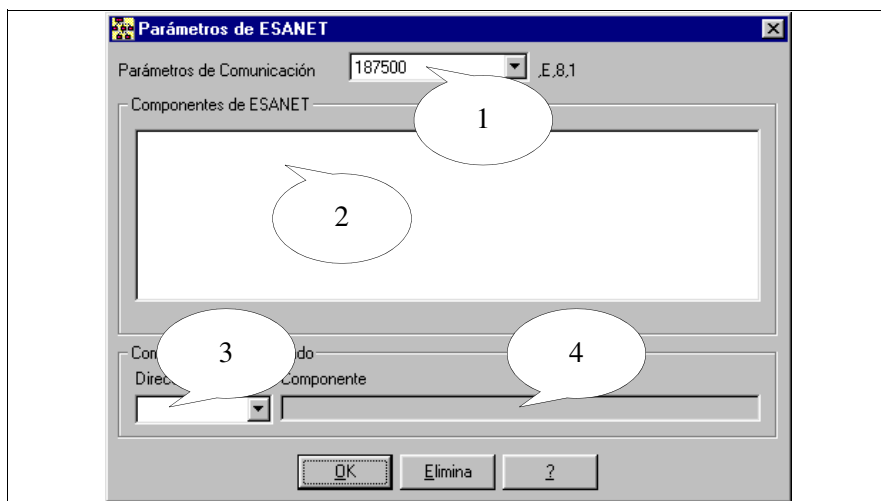 Parámetros de ESANET
Parámetros de Comunicación 187500 ,E,8,1
Componentes de ESANET
1
2
3
4
Componente
OK Elimina ?